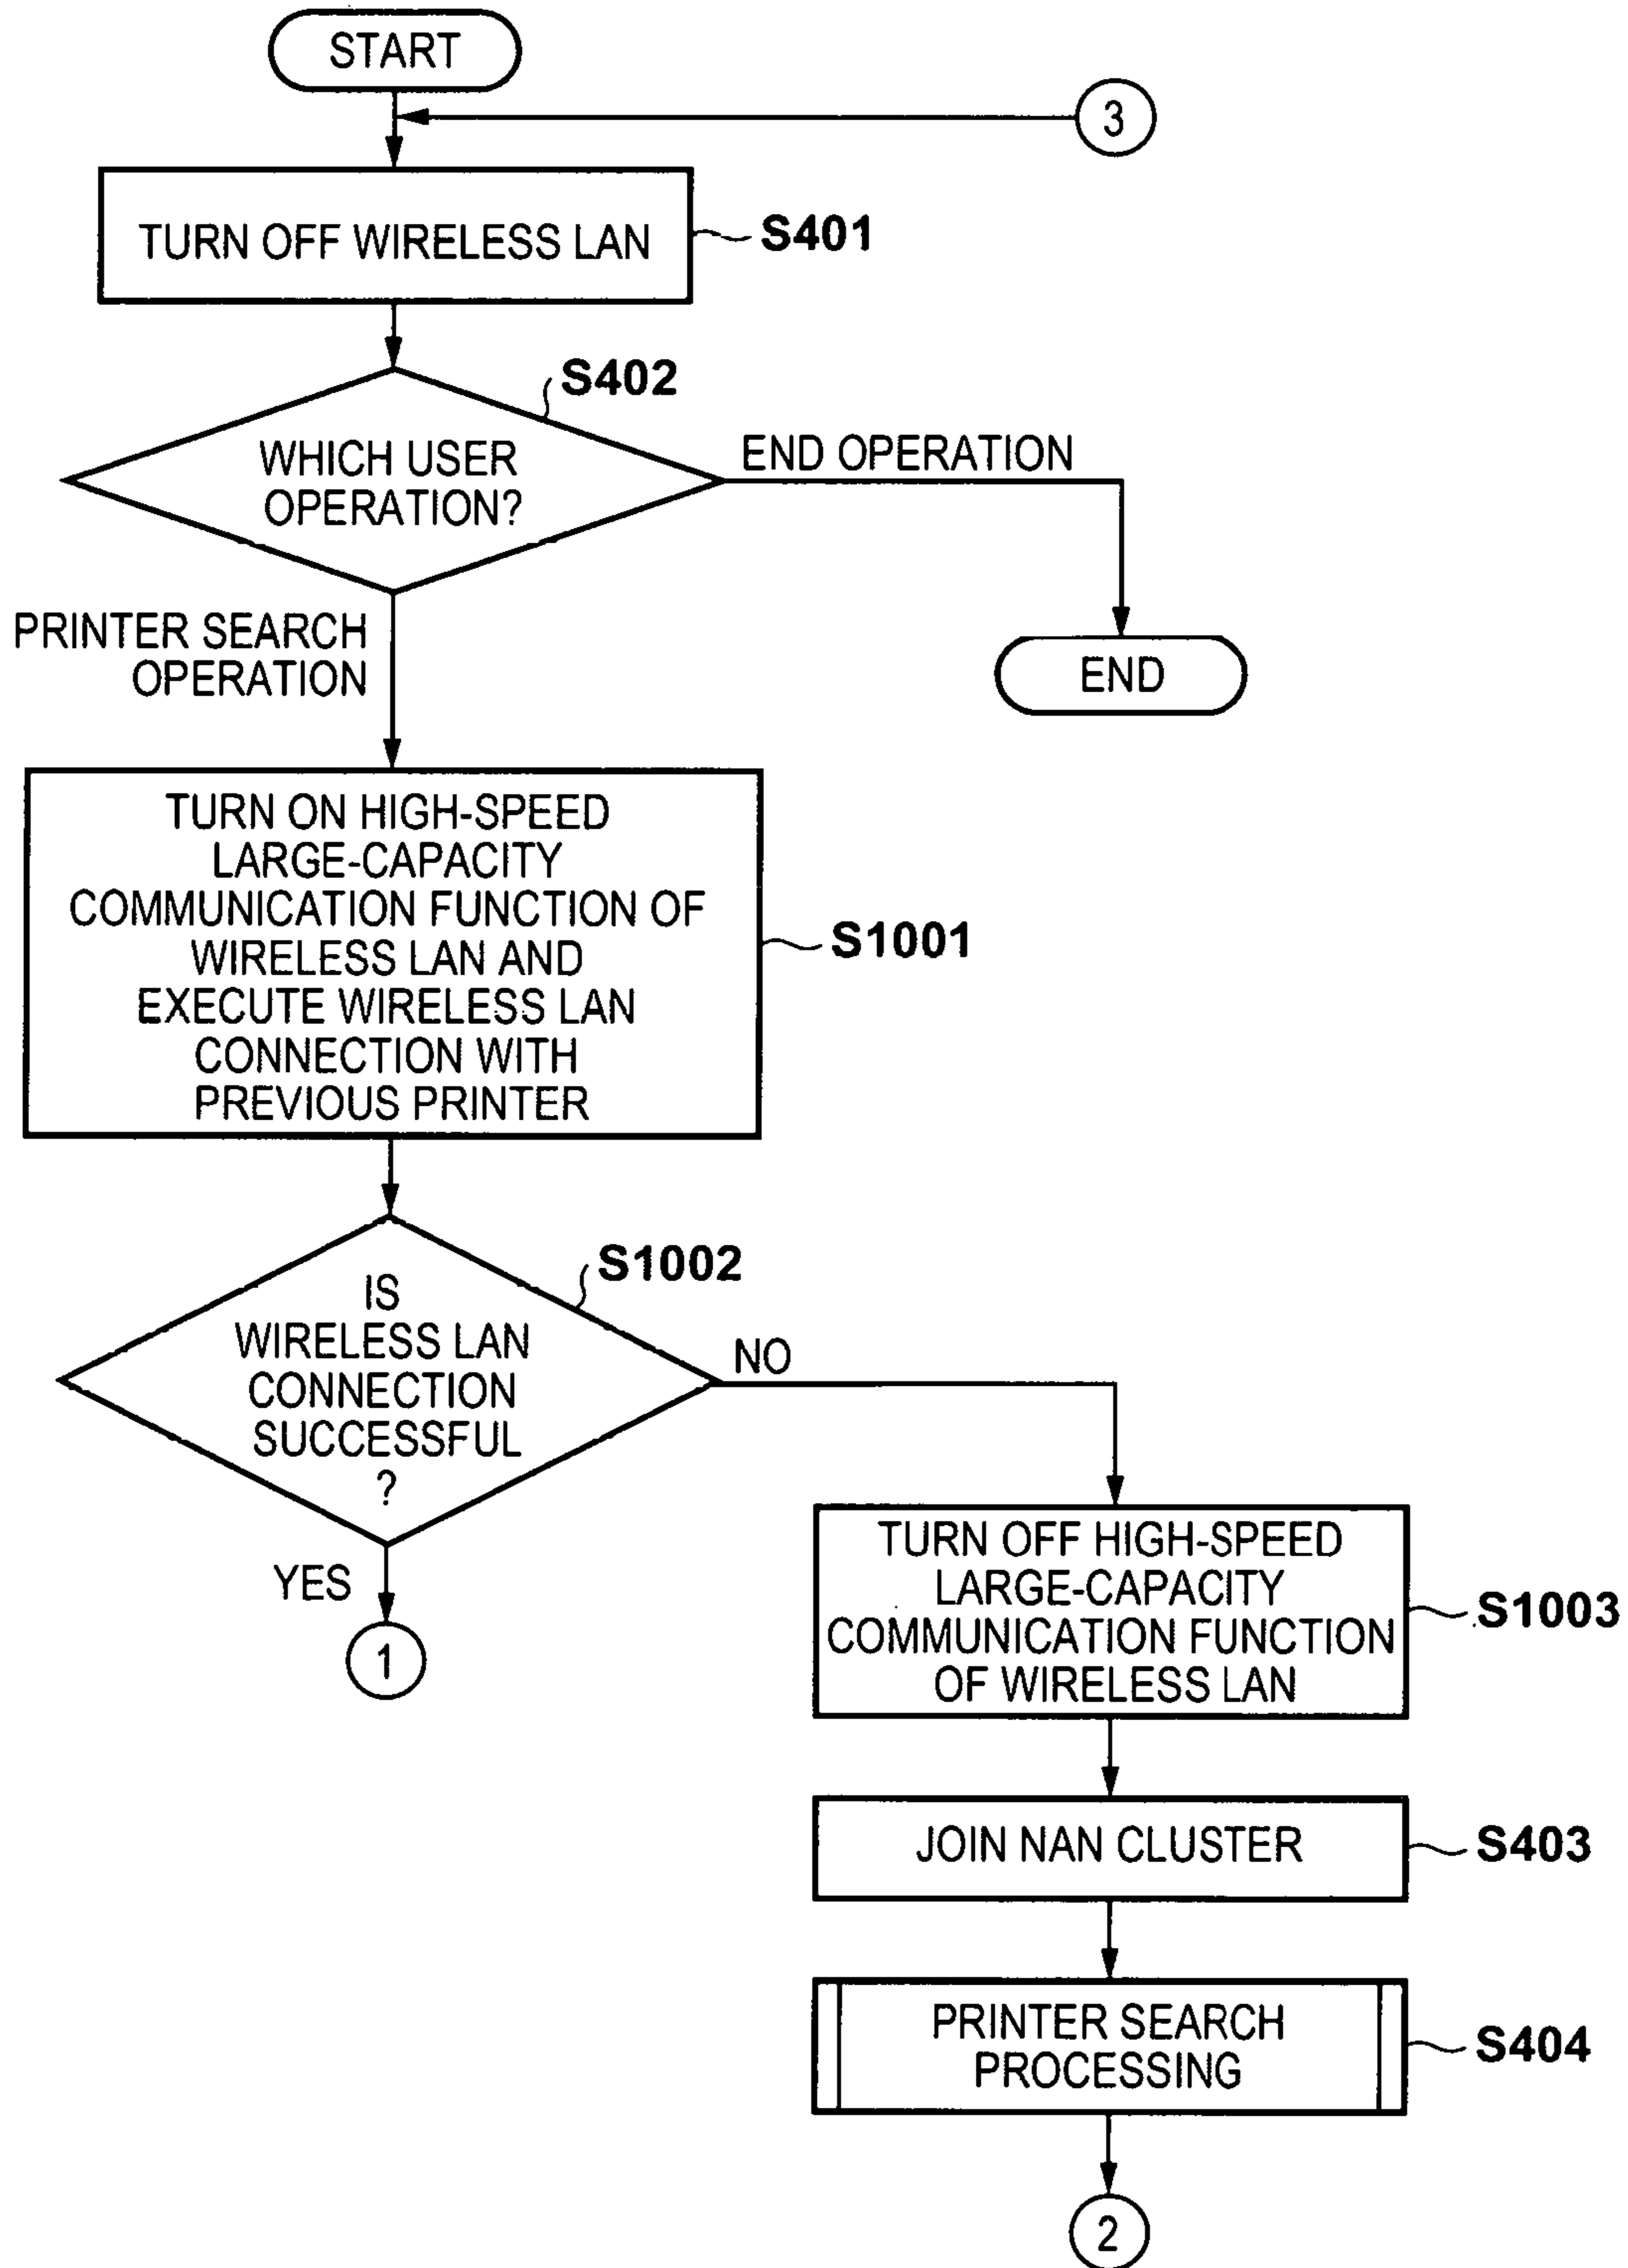 START
3
TURN OFF WIRELESS LAN
S401
S402
WHICH USER
OPERATION?
END OPERATION
END
PRINTER SEARCH
OPERATION
TURN ON HIGH-SPEED
LARGE-CAPACITY
COMMUNICATION FUNCTION OF
WIRELESS LAN AND
EXECUTE WIRELESS LAN
CONNECTION WITH
PREVIOUS PRINTER
S1001
S1002
IS
WIRELESS LAN
CONNECTION
SUCCESSFUL
?
NO
YES
1
TURN OFF HIGH-SPEED
LARGE-CAPACITY
COMMUNICATION FUNCTION
OF WIRELESS LAN
S1003
JOIN NAN CLUSTER
S403
PRINTER SEARCH
PROCESSING
S404
2